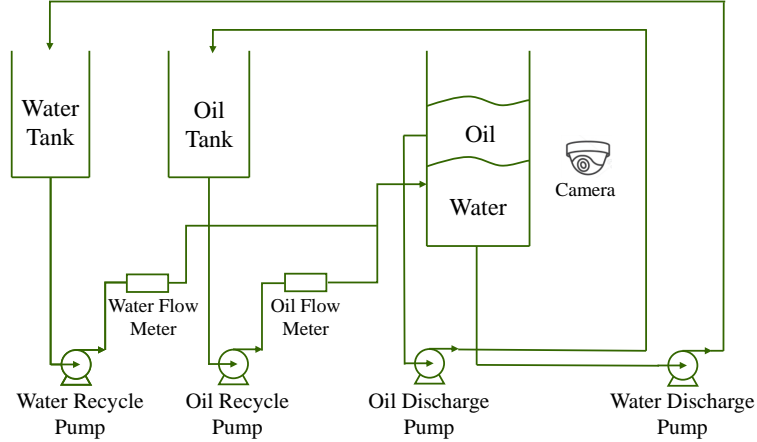 Water
Tank
Oil
Tank
Oil
Water
Camera
Water Flow
Meter
Oil Flow
Meter
Water Recycle
Pump
Oil Recycle
Pump
Oil Discharge
Pump
Water Discharge
Pump